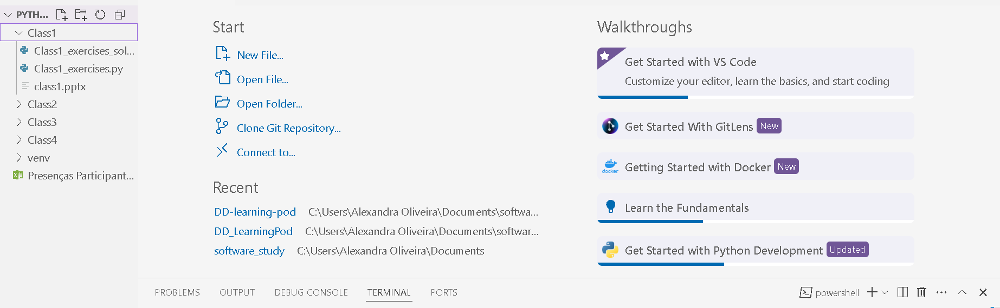 PYTH...
Class1
Class1_exercises_sol...
Class1_exercises.py
class1.pptx
Class2
Class3
Class4
venv
Presenças Participant...
Start
New File...
Open File...
Open Folder...
Clone Git Repository...
Connect to...
Recent
DD-learning-pod C:\Users\Alexandra Oliveira\Documents\softwa...
DD_LearningPod C:\Users\Alexandra Oliveira\Documents\softwar...
software_study C:\Users\Alexandra Oliveira\Documents
Walkthroughs
Get Started with VS Code
Customize your editor, learn the basics, and start coding
Get Started With GitLens New
docker
Getting Started with Docker New
Learn the Fundamentals
Get Started with Python Development Updated
PROBLEMS OUTPUT DEBUG CONSOLE TERMINAL PORTS
powershell